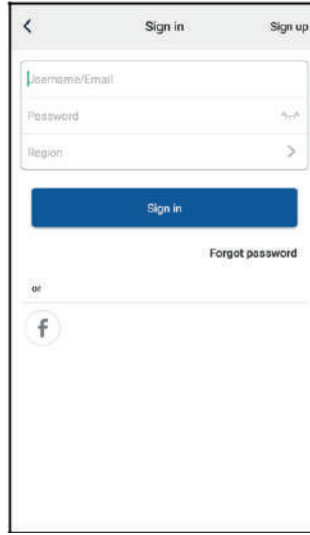 Sign in Sign up
Username/Email
Password
Region
Sign in
Forgot password
or
f